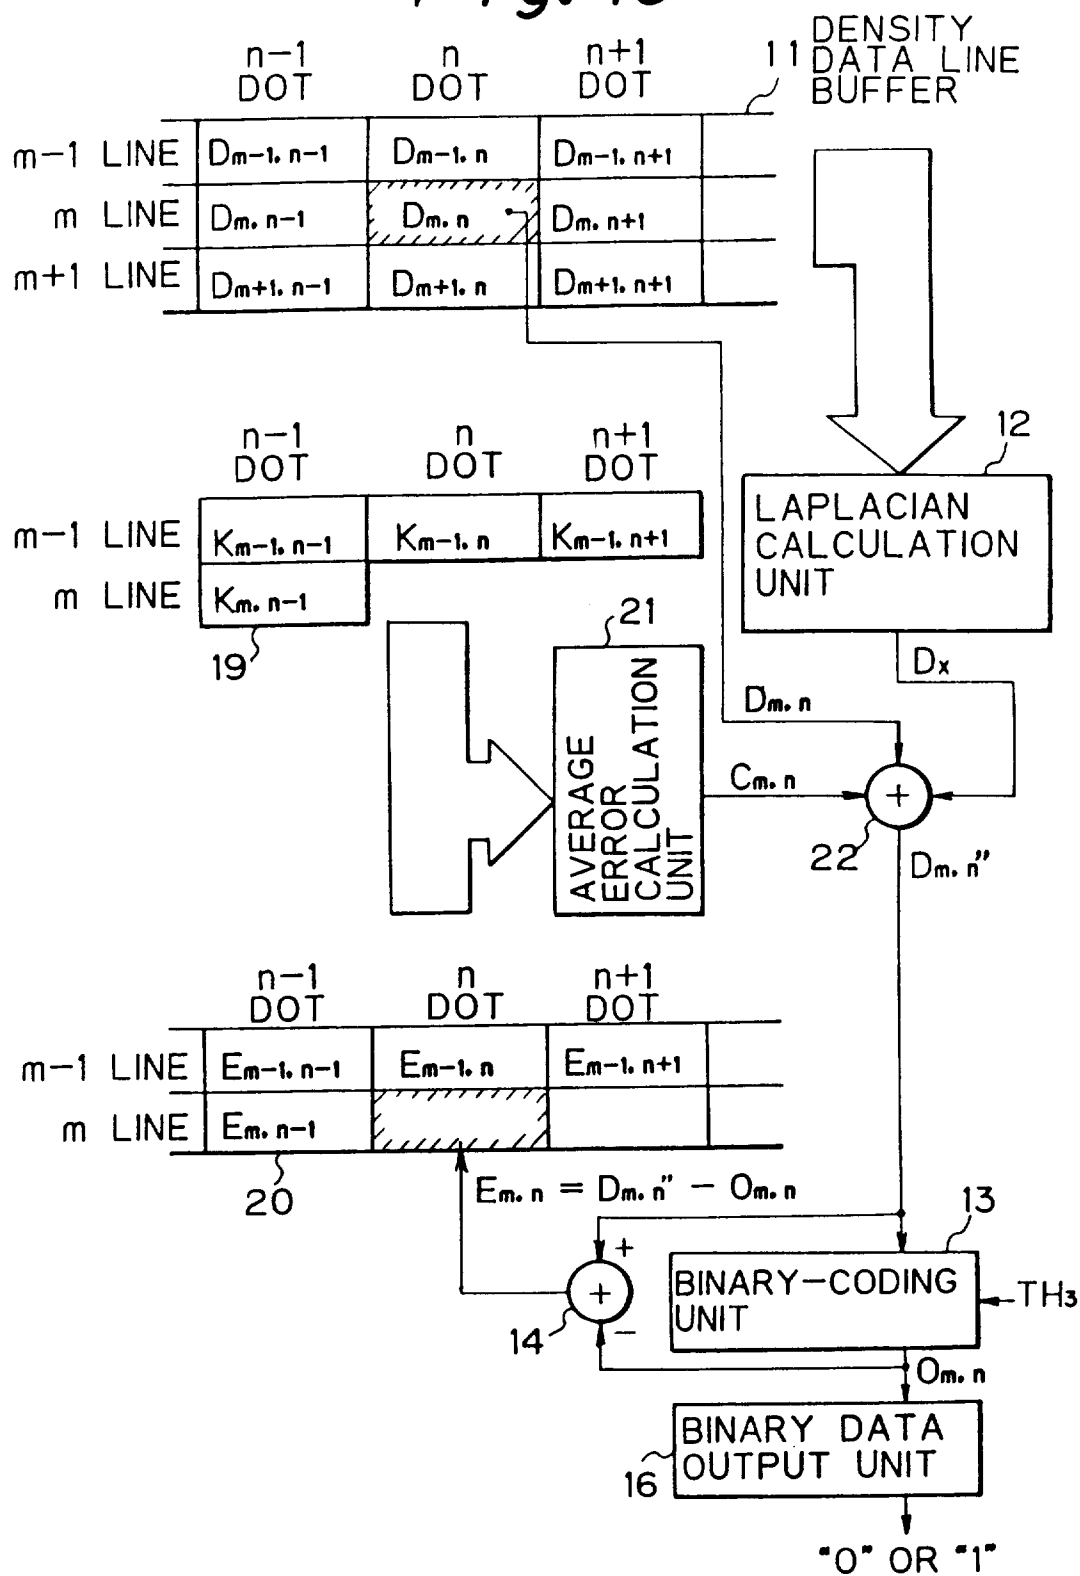 n-1 DOT
n DOT
n+1 DOT
11
DENSITY
DATA LINE
BUFFER
m-1 LINE
Dm-1. n-1
Dm-1. n
Dm-1. n+1
m LINE
Dm. n-1
Dm. n
Dm. n+1
m+1 LINE
Dm+1. n-1
Dm+1. n
Dm+1. n+1
n-1 DOT
n DOT
n+1 DOT
m-1 LINE
Km-1. n-1
Km-1. n
Km-1. n+1
m LINE
Km. n-1
19
12
LAPLACIAN
CALCULATION
UNIT
21
AVERAGE
ERROR
CALCULATION
UNIT
Dx
Dm. n
Cm. n
+
22
Dm. n"
n-1 DOT
n DOT
n+1 DOT
m-1 LINE
Em-1. n-1
Em-1. n
Em-1. n+1
m LINE
Em. n-1
20
Em. n = Dm. n" - Om. n
+
+
−
14
13
BINARY-CODING
UNIT
TH3
Om. n
BINARY DATA
OUTPUT UNIT
16
"0" OR "1"